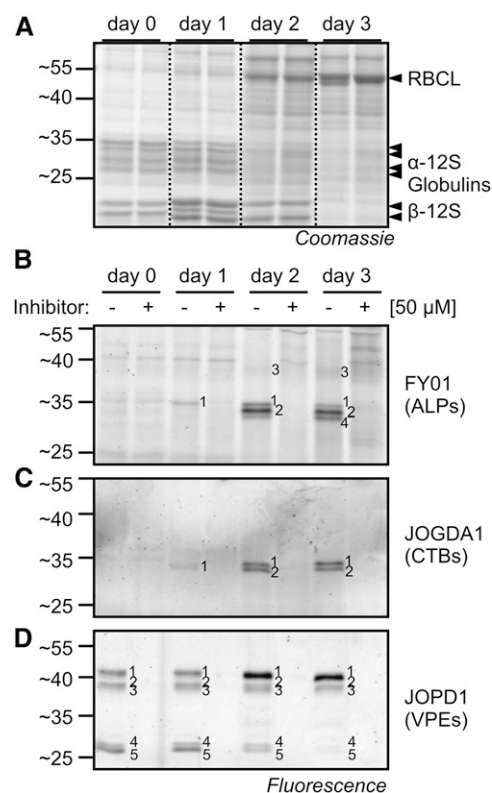 A
day 0 day 1 day 2 day 3
~55
~40
~35
~25
RBCL
α-12S
Globulins
β-12S
Coomassie
B
day 0 day 1 day 2 day 3
Inhibitor: - + - + - + - + [50 µM]
~55
~40
~35
~25
1
3
1
2
3
1
2
4
FY01
(ALPs)
C
~55
~40
~35
~25
1
1
2
1
2
JOGDA1
(CTBs)
D
~55
~40
~35
~25
1 1 1 1
2 2 2 2
3 3 3 3
4 4 4 4
5 5 5 5
JOPD1
(VPEs)
Fluorescence